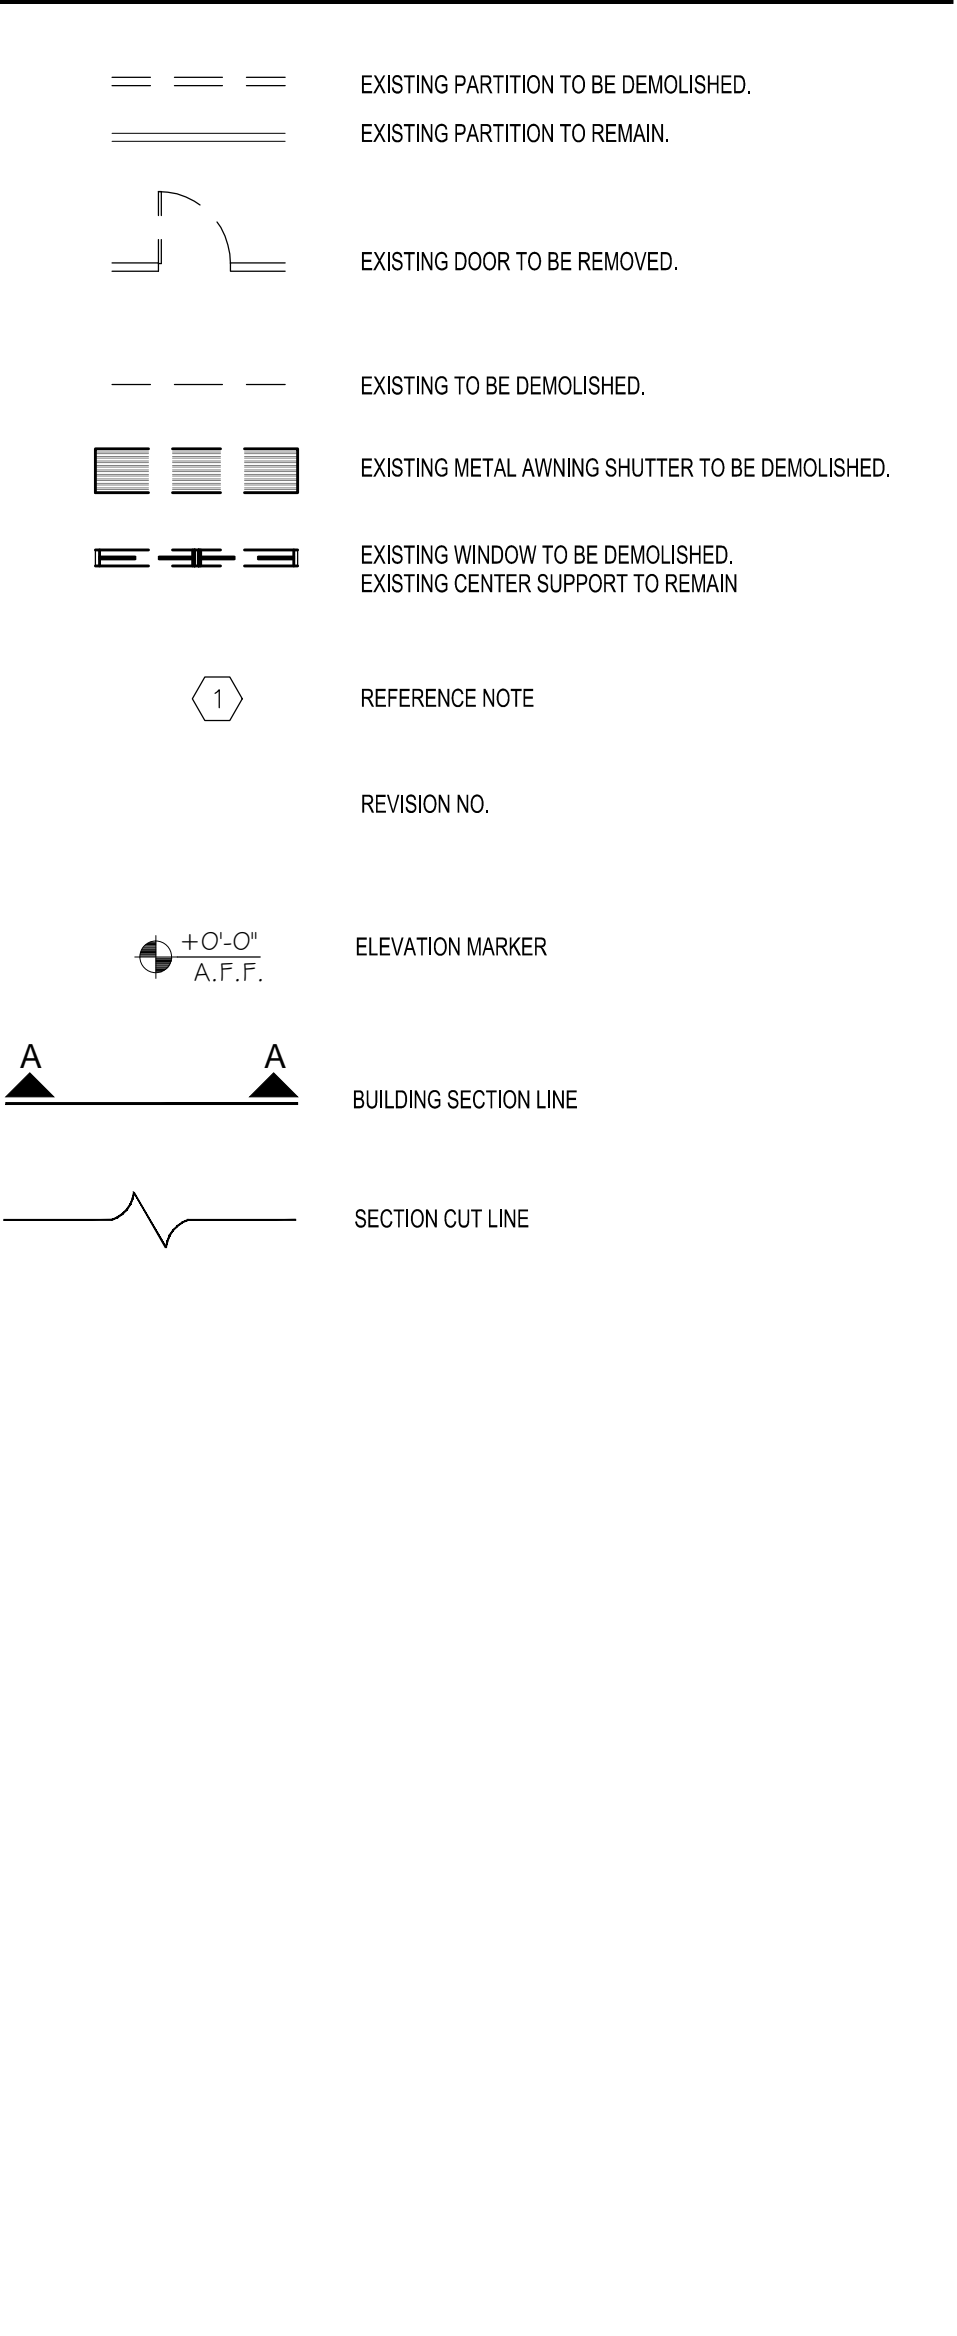 EXISTING PARTITION TO BE DEMOLISHED.
EXISTING PARTITION TO REMAIN.
EXISTING DOOR TO BE REMOVED.
EXISTING TO BE DEMOLISHED.
EXISTING METAL AWNING SHUTTER TO BE DEMOLISHED.
EXISTING WINDOW TO BE DEMOLISHED.
EXISTING CENTER SUPPORT TO REMAIN
1 REFERENCE NOTE
REVISION NO.
+0'-0" ELEVATION MARKER
A.F.F.
A A
BUILDING SECTION LINE
SECTION CUT LINE